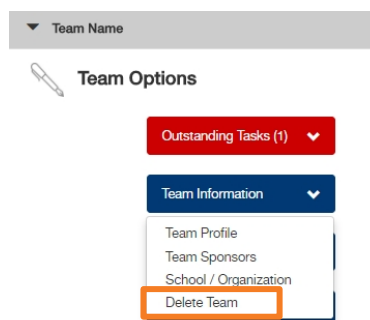 Team Name
Team Options
Outstanding Tasks (1)
Team Information
Team Profile
Team Sponsors
School / Organization
Delete Team